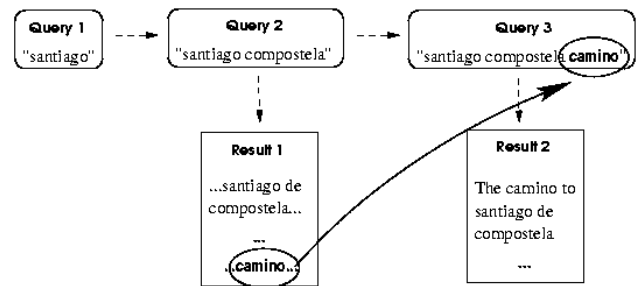 Query 1
"santiago"
Query 2
"santiago compostela"
Query 3
"santiago compostela camino"
Result 1
...santiago de
compostela...
...
...camino...
Result 2
The camino to
santiago de
compostela
...